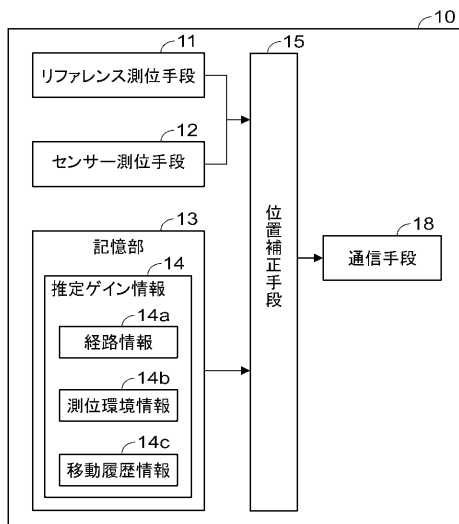 10
11
リファレンス測位手段
12
センサー測位手段
13
記憶部
14
推定ゲイン情報
14a
経路情報
14b
測位環境情報
14c
移動履歴情報
15
位置補正手段
18
通信手段